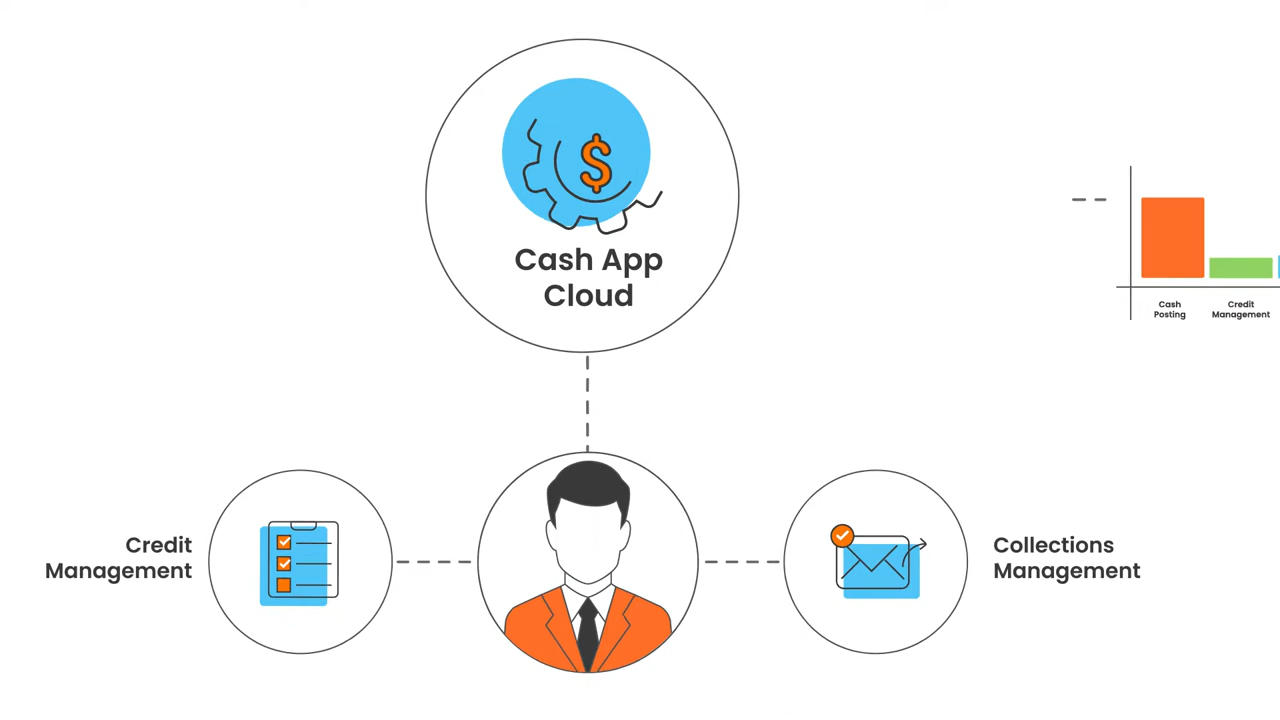 Cash App
Cloud
Cash
Posting
Credit
Management
Credit
Management
Collections
Management